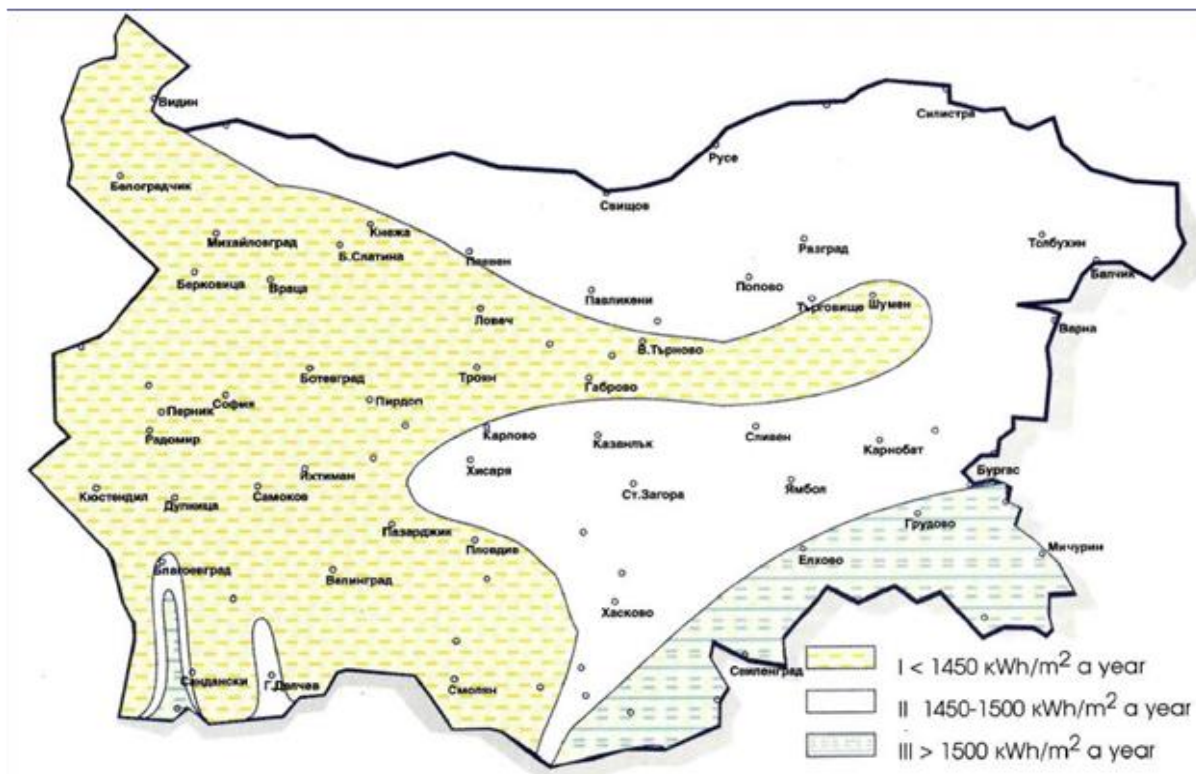 Видин
Силистра
Русе
Белоградчик
Свищов
Кнежа
Михайловград
Б.Слатина
Плевен
Разград
Толбухин
Берковица
Враца
Балчик
Павликени
Попово
Търговище
Шумен
Ловеч
Варна
В.Търново
Ботевград
Троян
Габрово
София
Пирдоп
Перник
Радомир
Карлово
Казанлък
Сливен
Карнобат
Хисаря
Бургас
Ихтиман
Кюстендил
Дупница
Самоков
Ст.Загора
Ямбол
Грудово
Пазарджик
Пловдив
Мичурин
Елхово
Благоевград
Велинград
Хасково
Свиленград
Сандански
Г.Делчев
Смолян
I < 1450 кWh/m² a year
II 1450-1500 кWh/m² a year
III > 1500 кWh/m² a year